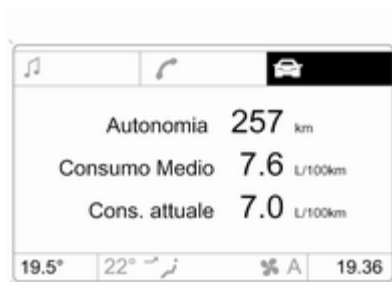 Autonomia 257 km
Consumo Medio 7.6 L/100km
Cons. attuale 7.0 L/100km
19.5° 22° A 19.36